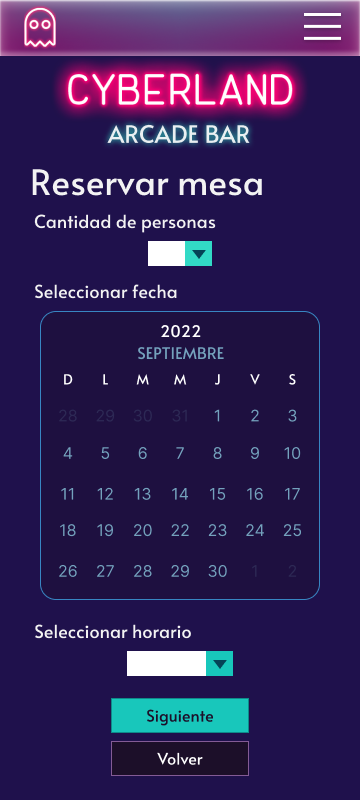 CYBERLAND
ARCADE BAR
Reservar mesa
Cantidad de personas
Seleccionar fecha
2022
SEPTIEMBRE
D L M M J V S
28 29 30 31 1 2 3
4 5 6 7 8 9 10
11 12 13 14 15 16 17
18 19 20 22 23 24 25
26 27 28 29 30 1 2
Seleccionar horario
Siguiente
Volver